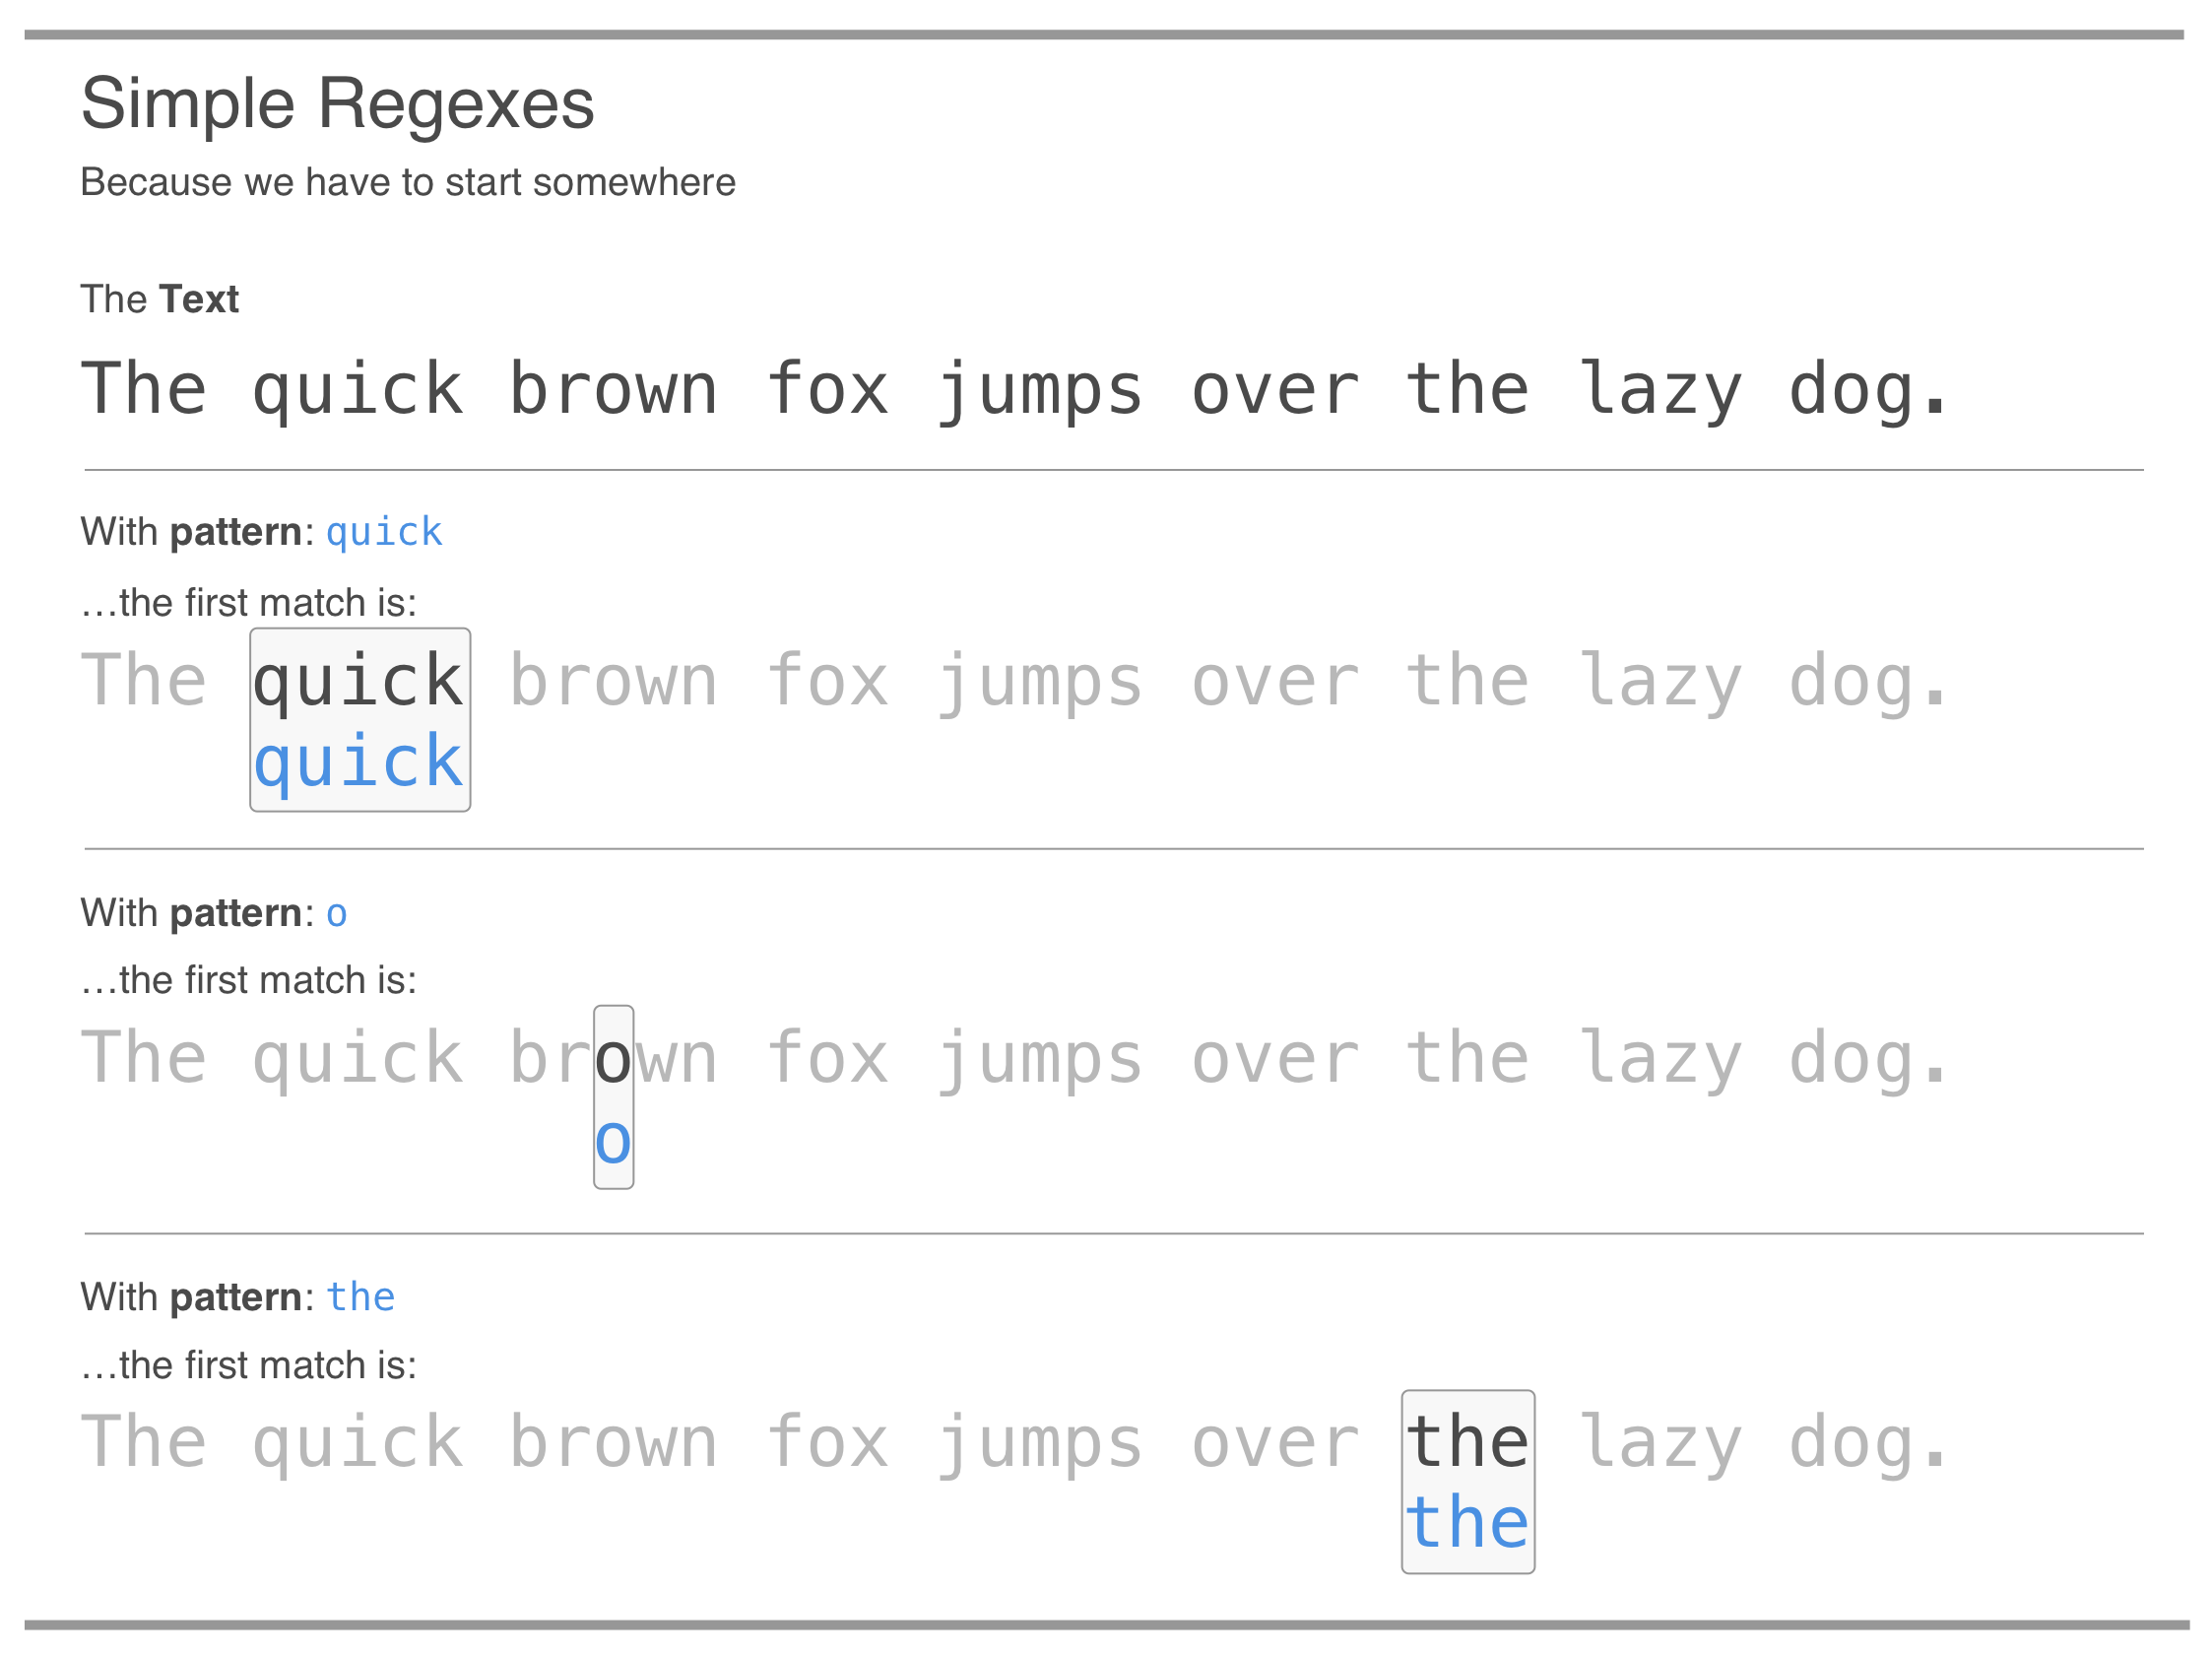 Simple Regexes
Because we have to start somewhere
The Text
The quick brown fox jumps over the lazy dog.
With pattern: quick
…the first match is:
The quick brown fox jumps over the lazy dog.
quick
With pattern: o
…the first match is:
The quick brown fox jumps over the lazy dog.
o
With pattern: the
…the first match is:
The quick brown fox jumps over the lazy dog.
the